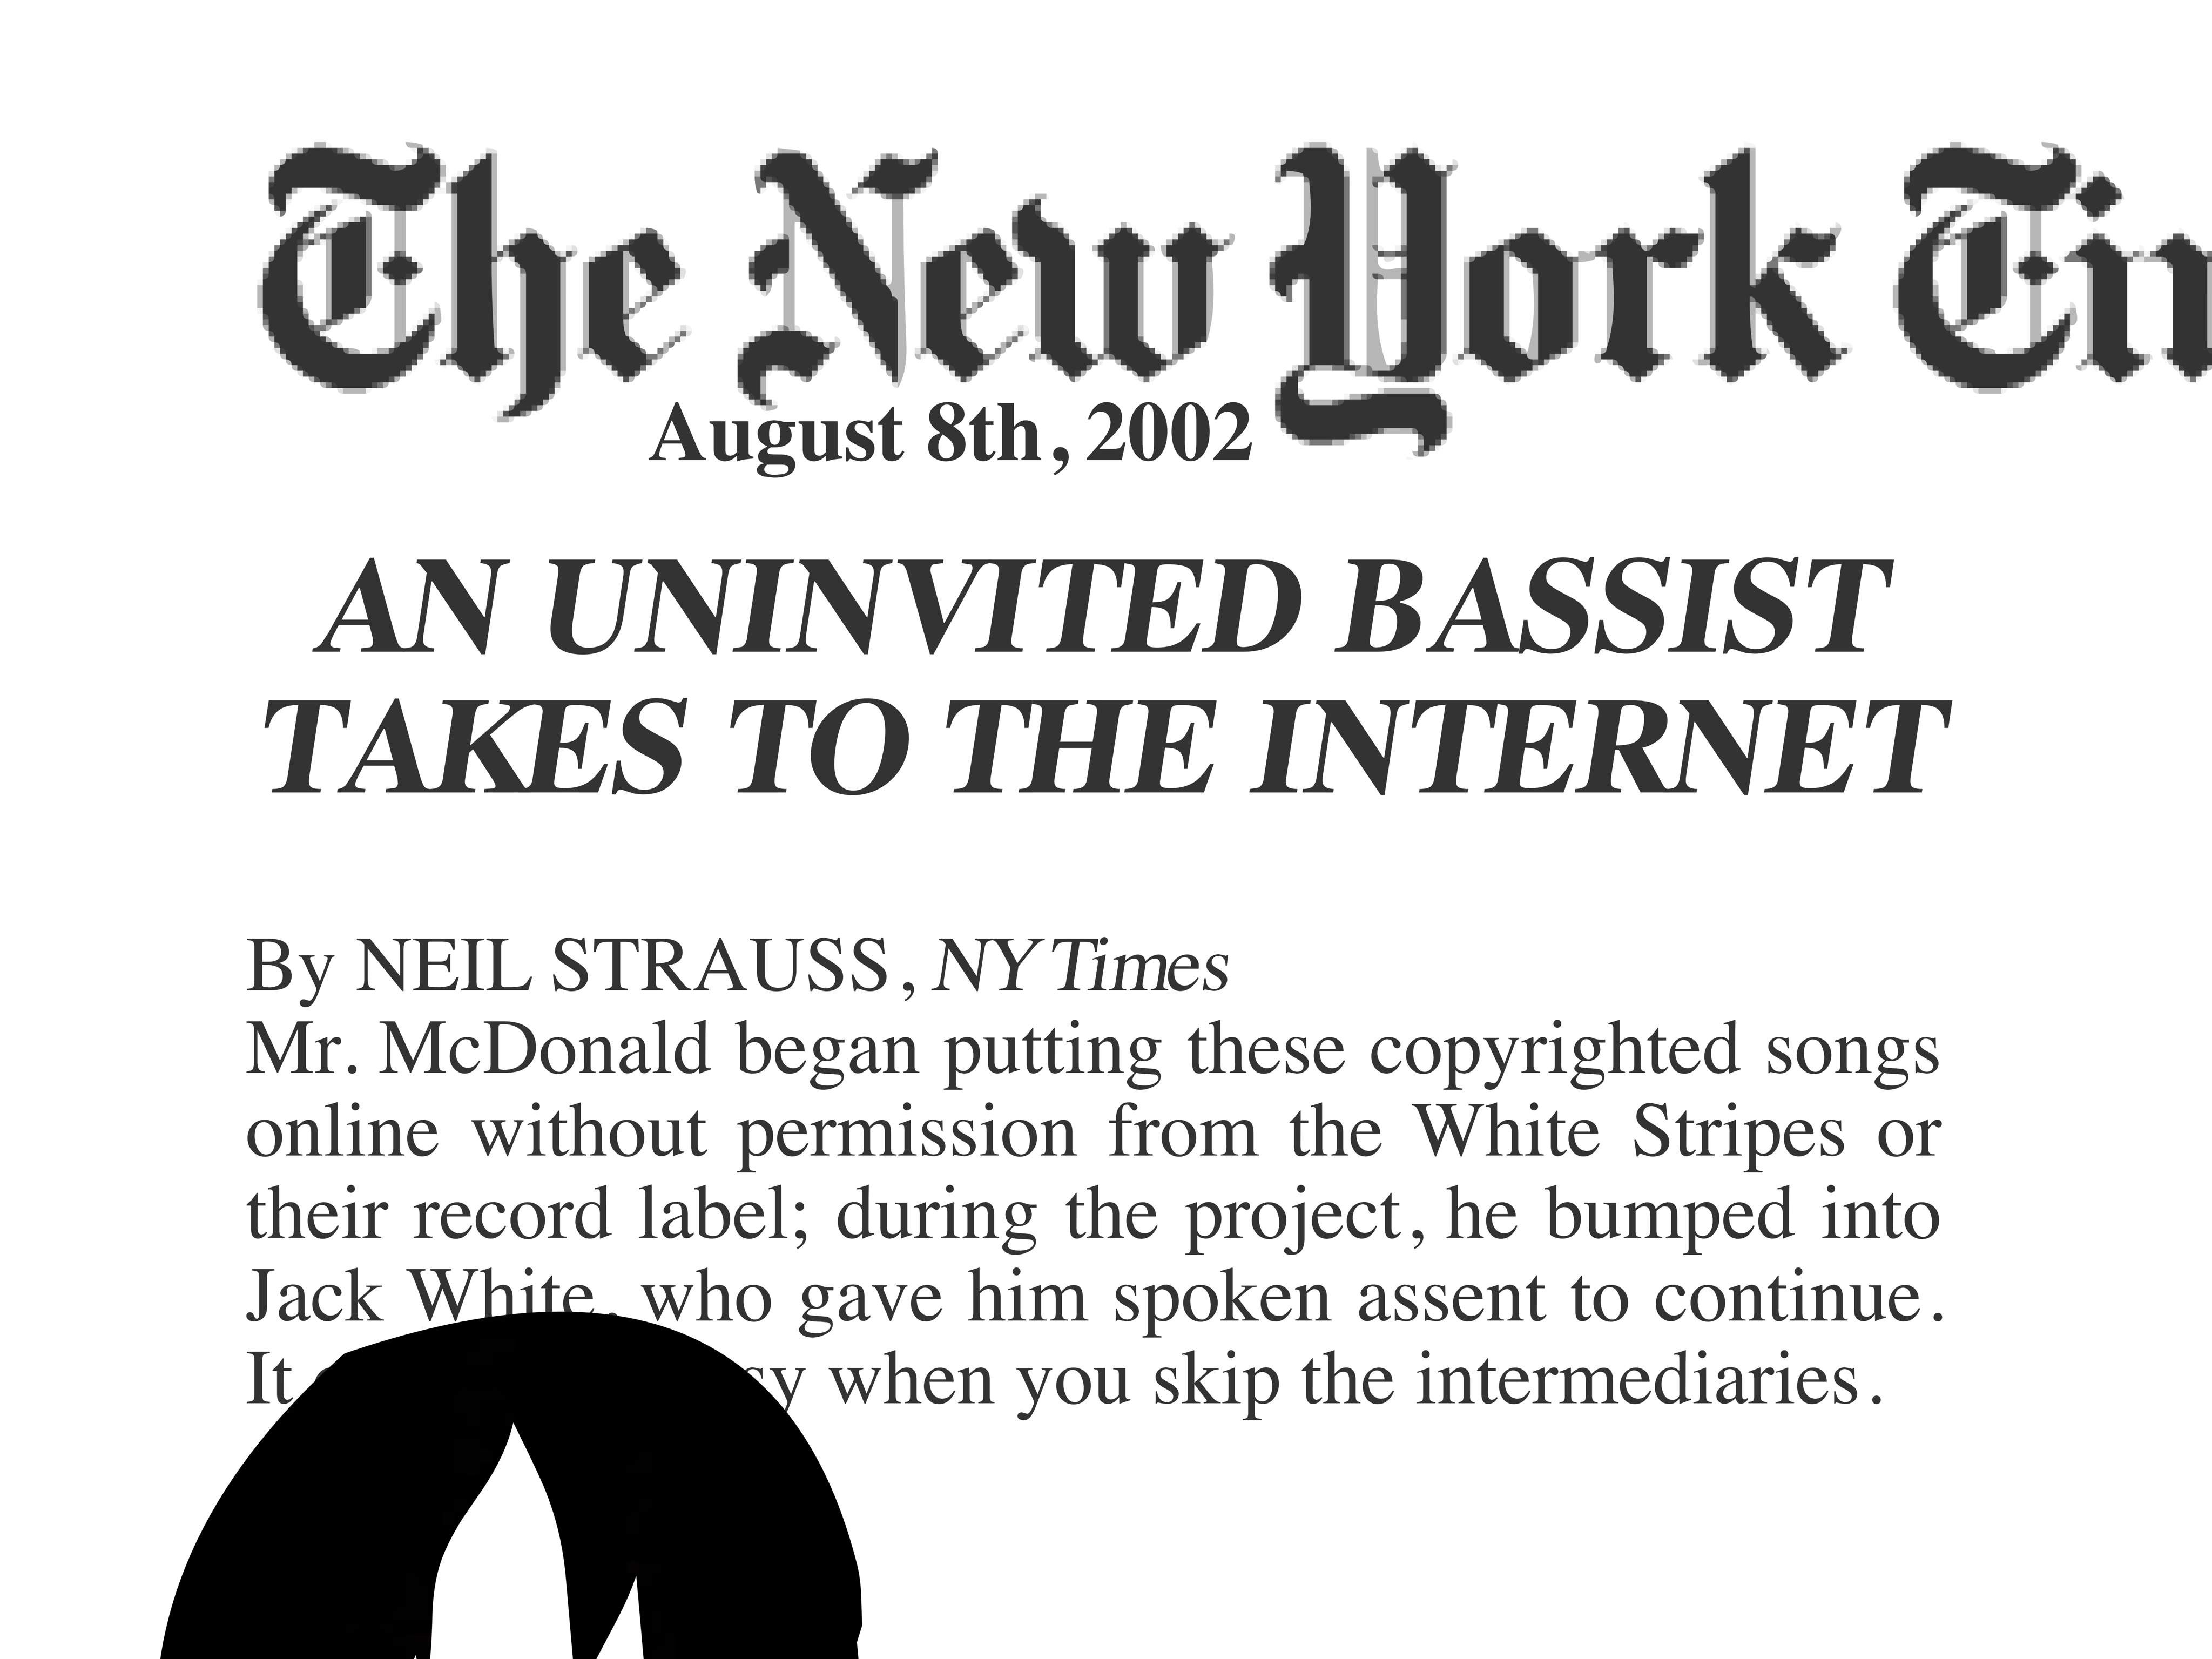 The New York
August 8th, 2002
AN UNINVITED BASSIST
TAKES TO THE INTERNET
By NEIL STRAUSS, NY Times
Mr. McDonald began putting these copyrighted songs
online without permission from the White Stripes or
their record label; during the project, he bumped into
Jack White, who gave him spoken assent to continue.
It when you skip the intermediaries.